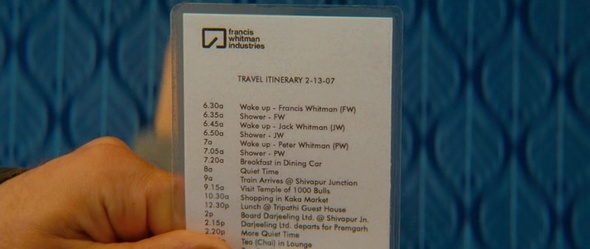 francis
whitman
industries
TRAVEL ITINERARY 2-13-07
6.30a Wake up - Francis Whitman (FW)
6.35a Shower - FW
6.45a Wake up - Jack Whitman (JW)
6.50a Shower - JW
7a Wake up - Peter Whitman (PW)
7.05a Shower - PW
7.20a Breakfast in Dining Car
8a Quiet Time
9a Train Arrives @ Shivapur Junction
9.15a Visit Temple of 1000 Bulls
10.30a Shopping in Kaka Market
12.30p Lunch @ Tripathi Guest House
2p Board Darjeeling Ltd. @ Shivapur Jn.
2.15p Darjeeling Ltd. departs for Premgarh
2.20p More Quiet Time
Tea (Chai) in Lounge